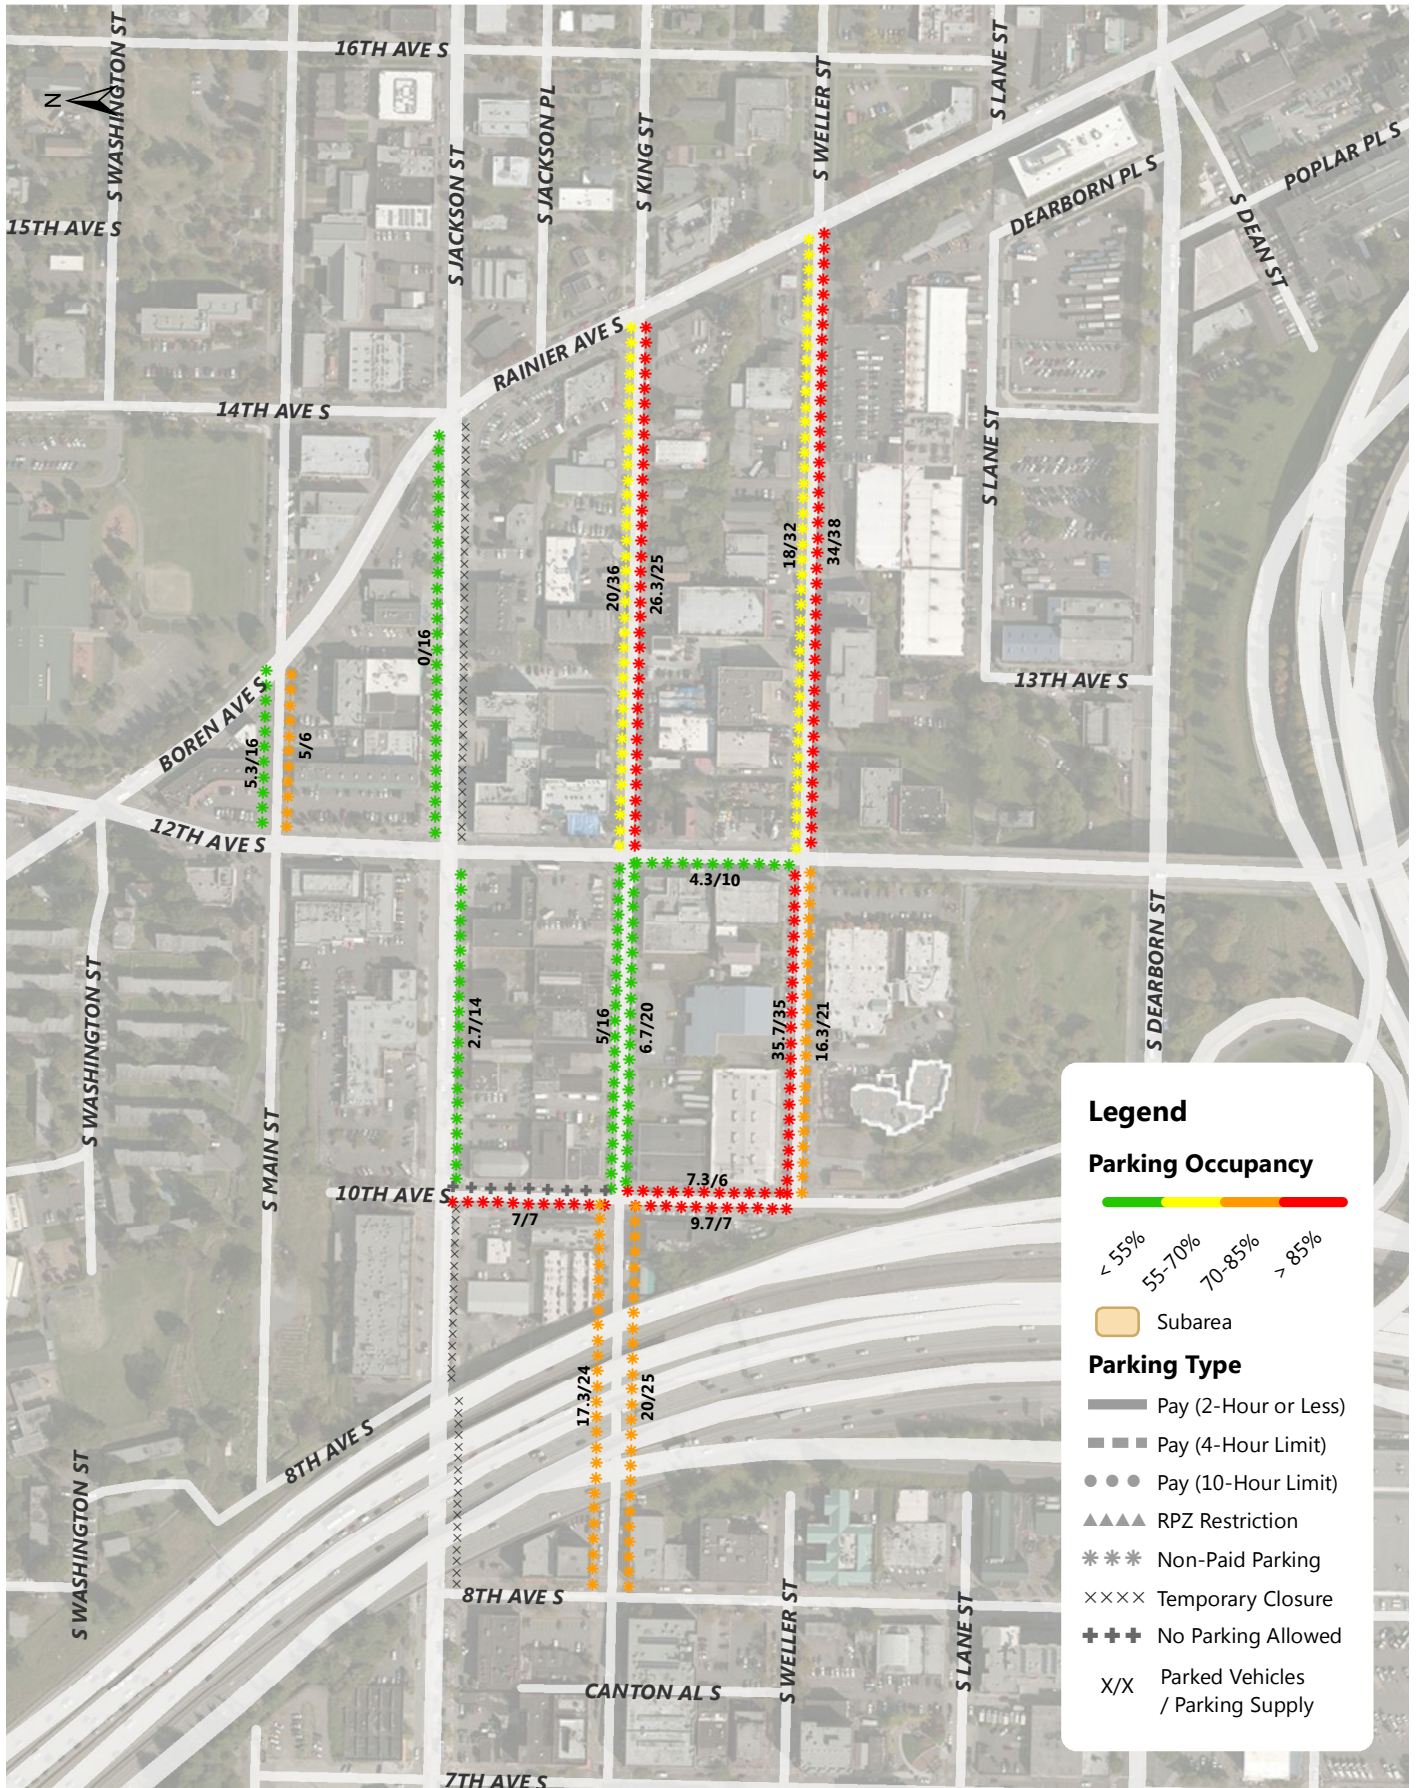 16TH AVE S
S WASHINGTON ST
N
S JACKSON ST
S JACKSON PL
S KING ST
S WELLER ST
S LANE ST
DEARBORN PL S
POPLAR PL S
S DEAN ST
15TH AVE S
RAINIER AVE S
14TH AVE S
S LANE ST
20/36
26.3/25
18/32
34/38
0/16
BOREN AVE S
5.3/16
5/6
13TH AVE S
12TH AVE S
4.3/10
S WASHINGTON ST
S MAIN ST
2.7/14
5/16
6.7/20
35.7/35
16.3/21
S DEARBORN ST
10TH AVE S
7.3/6
7/7
9.7/7
17.3/24
20/25
8TH AVE S
S WASHINGTON ST
8TH AVE S
S WELLER ST
S LANE ST
CANTON AL S
7TH AVE S
Legend
Parking Occupancy
< 55%
55-70%
70-85%
> 85%
Subarea
Parking Type
Pay (2-Hour or Less)
Pay (4-Hour Limit)
Pay (10-Hour Limit)
RPZ Restriction
Non-Paid Parking
Temporary Closure
No Parking Allowed
X/X
Parked Vehicles
/ Parking Supply